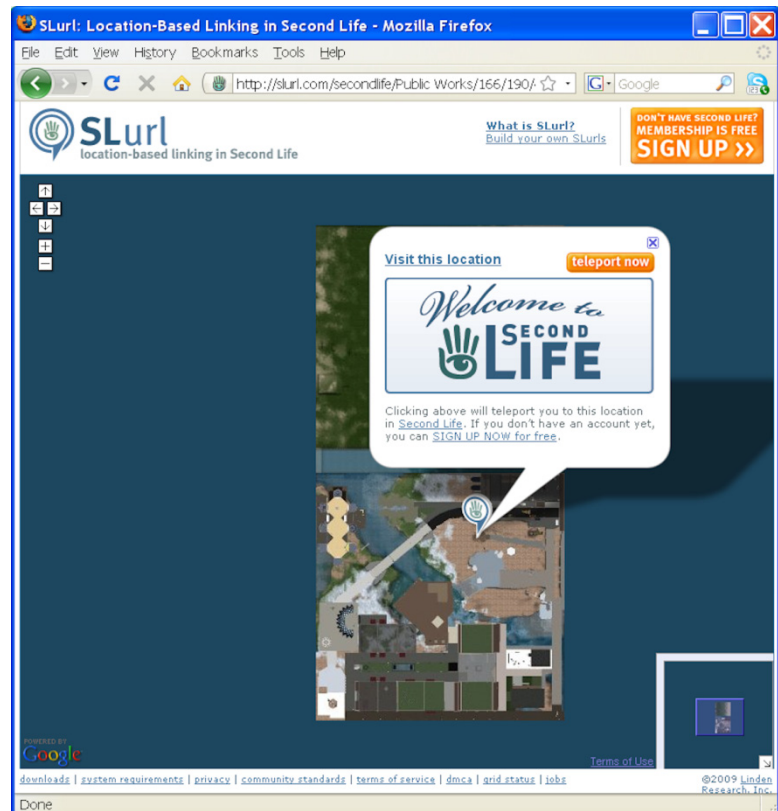 SLurl: Location-Based Linking in Second Life - Mozilla Firefox
File Edit View History Bookmarks Tools Help
http://slurl.com/secondlife/Public Works/166/190/ G Google
SLurl
location-based linking in Second Life
What is SLurl?
Build your own SLurls
DON'T HAVE SECOND LIFE?
MEMBERSHIP IS FREE
SIGN UP >>
Visit this location
teleport now
Welcome to
SECOND
LIFE
Clicking above will teleport you to this location
in Second Life. If you don't have an account yet,
you can SIGN UP NOW for free.
POWERED BY
Google
Terms of Use
downloads | system requirements | privacy | community standards | terms of service | dmca | grid status | jobs
©2009 Linden
Research, Inc.
Done